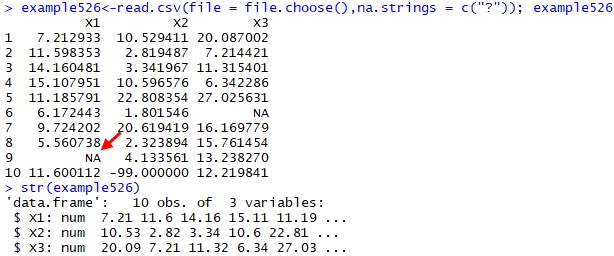 > example526<-read.csv(file = file.choose(),na.strings = c("?")); example526
X1 X2 X3
1 7.212933 10.529411 20.087002
2 11.598353 2.819487 7.214421
3 14.160481 3.341967 11.315401
4 15.107951 10.596576 6.342286
5 11.185791 22.808354 27.025631
6 6.172443 1.801546 NA
7 9.724202 20.619419 16.169779
8 5.560738 2.323894 15.761454
9 NA 4.133561 13.238270
10 11.600112 -99.000000 12.219841
> str(example526)
'data.frame': 10 obs. of 3 variables:
$ X1: num 7.21 11.6 14.16 15.11 11.19 ...
$ X2: num 10.53 2.82 3.34 10.6 22.81 ...
$ X3: num 20.09 7.21 11.32 6.34 27.03 ...